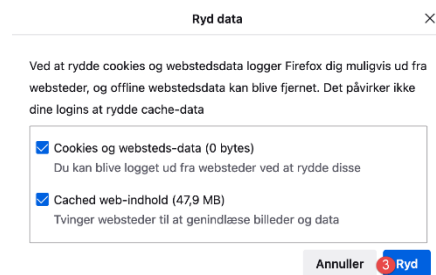 Ryd data
Ved at rydde cookies og webstedsdata logger Firefox dig muligvis ud fra
websteder, og offline webstedsdata kan blive fjernet. Det påvirker ikke
dine logins at rydde cache-data
Cookies og websteds-data (0 bytes)
Du kan blive logget ud fra websteder ved at rydde disse
Cached web-indhold (47,9 MB)
Tvinger websteder til at genindlæse billeder og data
Annuller 3 Ryd